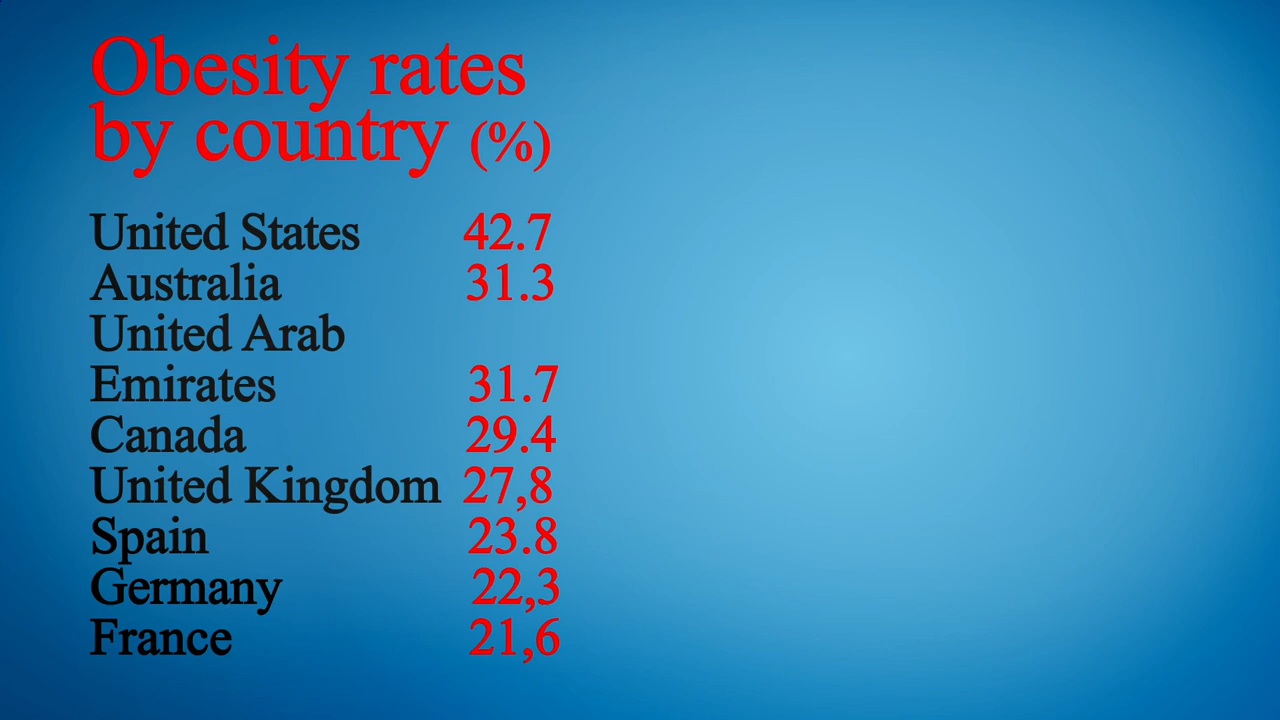 Obesity rates
by country (%)
United States 42.7
Australia 31.3
United Arab
Emirates 31.7
Canada 29.4
United Kingdom 27,8
Spain 23.8
Germany 22,3
France 21,6